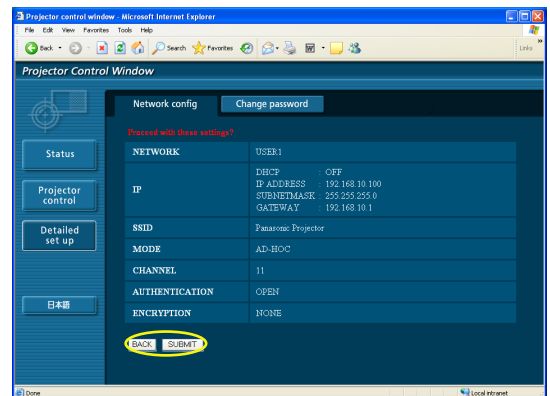 Projector control window - Microsoft Internet Explorer
File Edit View Favorites Tools Help
Back Search Favorites Links
Projector Control Window
Network config Change password
Proceed with these settings?
Status
Projector control
Detailed set up
日本語
NETWORK USER1
IP DHCP : OFF
IP ADDRESS : 192.168.10.100
SUBNETMASK : 255.255.255.0
GATEWAY : 192.168.10.1
SSID Panasonic Projector
MODE AD-HOC
CHANNEL 11
AUTHENTICATION OPEN
ENCRYPTION NONE
BACK SUBMIT
Done Local intranet